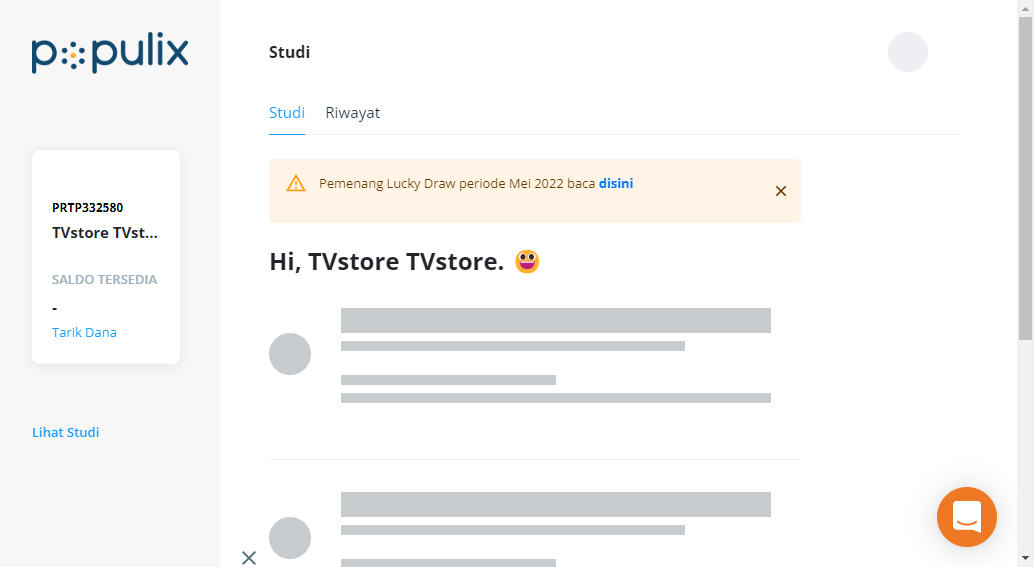 populix
Studi
Studi Riwayat
Pemenang Lucky Draw periode Mei 2022 baca disini
PRTP332580
TVstore TVst...
SALDO TERSEDIA
-
Tarik Dana
Hi, TVstore TVstore.
Lihat Studi